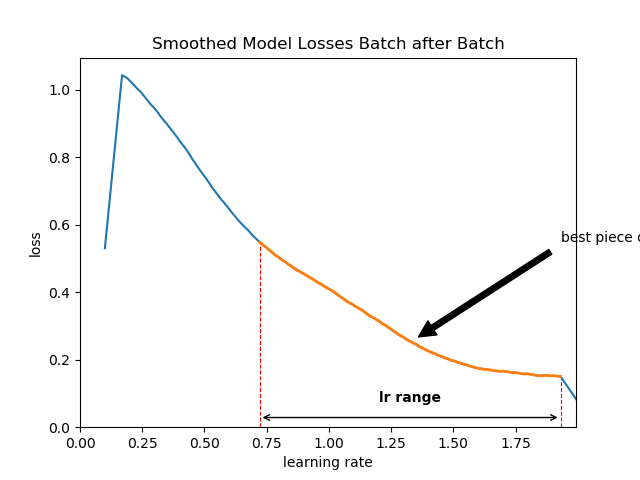 Smoothed Model Losses Batch after Batch
1.0
0.8
0.6
0.4
0.2
0.0
loss
best piece
lr range
0.00 0.25 0.50 0.75 1.00 1.25 1.50 1.75
learning rate